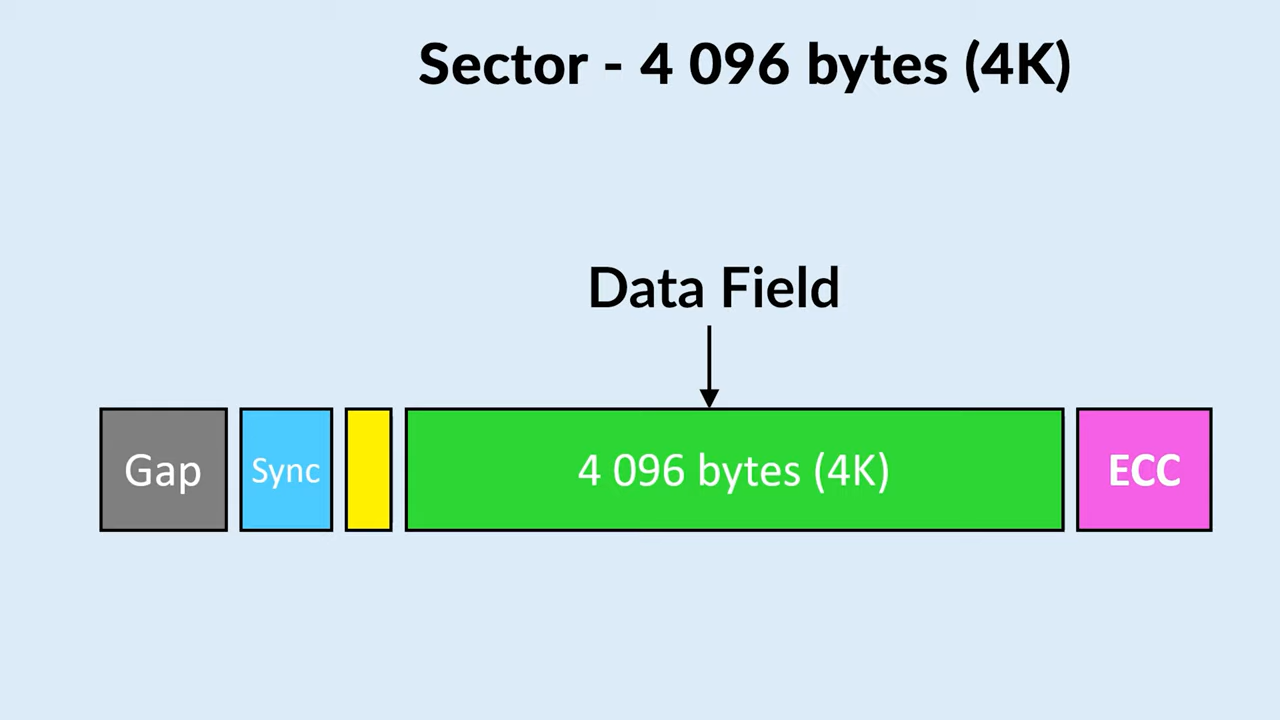 Sector - 4 096 bytes (4K)
Data Field
Gap
Sync
4 096 bytes (4K)
ECC